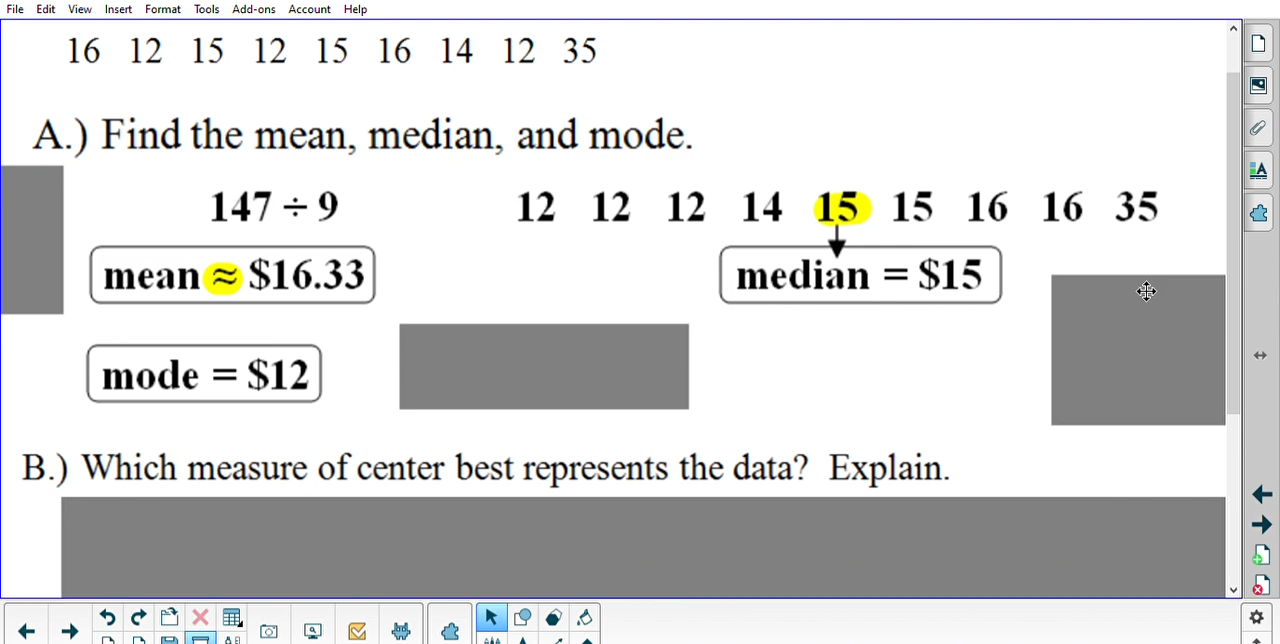 File Edit View Insert Format Tools Add-ons Account Help
16 12 15 12 15 16 14 12 35
A.) Find the mean, median, and mode.
147 ÷ 9
12 12 12 14 15 15 16 16 35
mean ≈ $16.33
median = $15
mode = $12
B.) Which measure of center best represents the data? Explain.